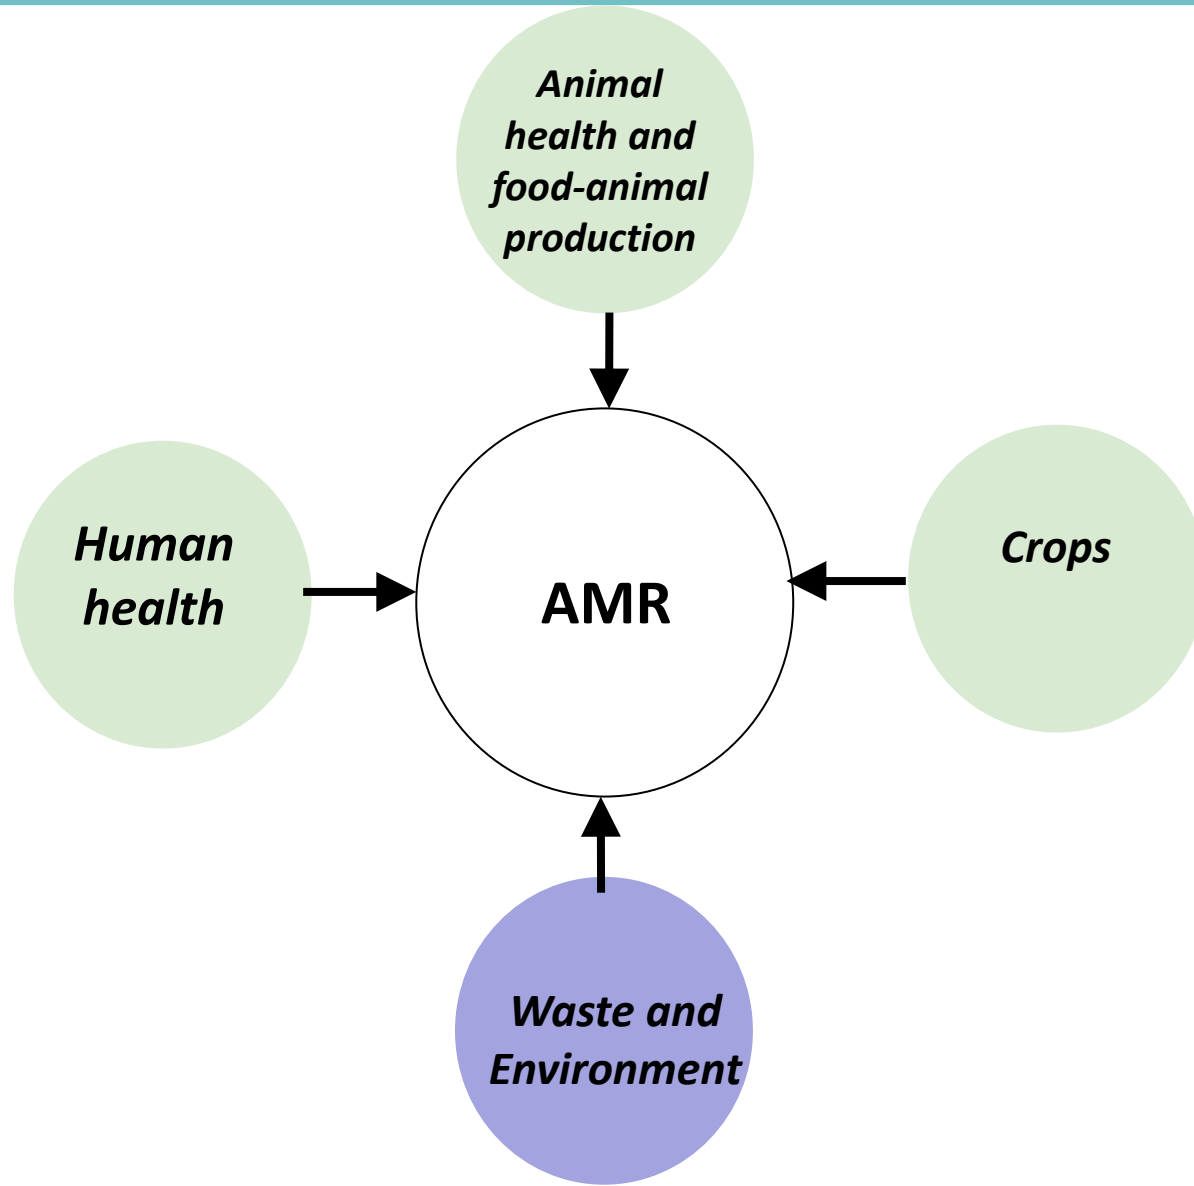 Animal
health and
food-animal
production
Human
health
AMR
Crops
Waste and
Environment